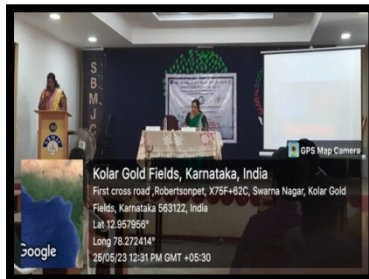 S
B
M
J
C
GPS Map Camera
Kolar Gold Fields, Karnataka, India
First cross road ,Robertsonpet, X75F+62C, Swarna Nagar, Kolar Gold
Fields, Karnataka 563122, India
Lat 12.957956°
Long 78.272414°
25/05/23 12:31 PM GMT +05:30
Google